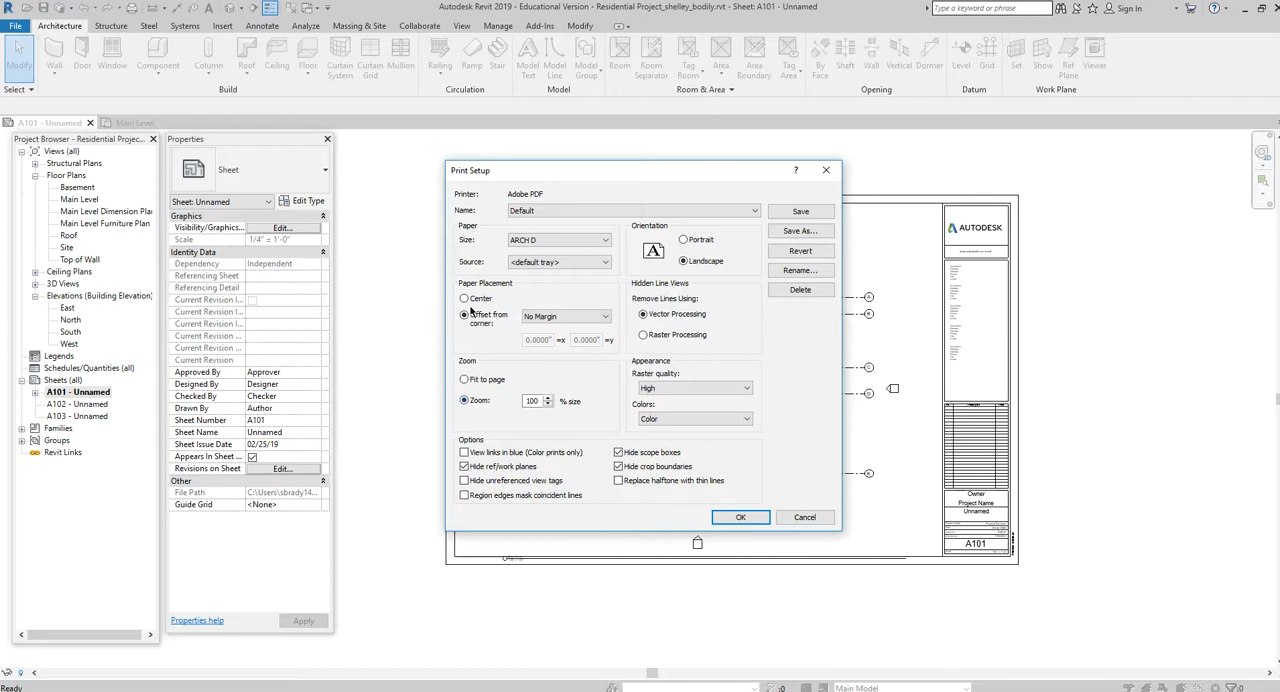 Autodesk Revit 2019 - Educational Version - Residential Project_shelley_bodily.rvt - Sheet: A101 - Unnamed
Type a keyword or phrase
Sign In
File Architecture Structure Steel Systems Insert Annotate Analyze Massing & Site Collaborate View Manage Add-Ins Modify
Modify Wall Door Window Component Column Roof Ceiling Floor Curtain System Curtain Grid Mullion Railing Ramp Stair Model Text Model Line Model Group Room Room Separator Tag Room Area Area Boundary Tag Area By Face Shaft Wall Vertical Dormer Level Grid Set Show Ref Plane Viewer
Select Build Circulation Model Room & Area Opening Datum Work Plane
A101 - Unnamed Main Level
Project Browser - Residential Projec...
Views (all)
Structural Plans
Floor Plans
Basement
Main Level
Main Level Dimension Plan
Main Level Furniture Plan
Roof
Site
Top of Wall
Ceiling Plans
3D Views
Elevations (Building Elevation)
East
North
South
West
Legends
Schedules/Quantities (all)
Sheets (all)
A101 - Unnamed
A102 - Unnamed
A103 - Unnamed
Families
Groups
Revit Links
Properties
Sheet
Sheet: Unnamed Edit Type
Graphics
Visibility/Graphics... Edit...
Scale 1/4" = 1'-0"
Identity Data
Dependency Independent
Referencing Sheet
Referencing Detail
Current Revision I...
Current Revision ...
Current Revision ...
Current Revision ...
Current Revision ...
Approved By Approver
Designed By Designer
Checked By Checker
Drawn By Author
Sheet Number A101
Sheet Name Unnamed
Sheet Issue Date 02/25/19
Appears In Sheet ...
Revisions on Sheet Edit...
Other
File Path C:\Users\sbrady14...
Guide Grid <None>
Properties help Apply
Print Setup
Printer: Adobe PDF
Name: Default
Save
Save As...
Revert
Rename...
Delete
Paper
Size: ARCH D
Source: <default tray>
Orientation
A
Portrait
Landscape
Paper Placement
Center
Offset from corner: No Margin
0.0000" =x 0.0000" =y
Hidden Line Views
Remove Lines Using:
Vector Processing
Raster Processing
Zoom
Fit to page
Zoom: 100 % size
Appearance
Raster quality:
High
Colors:
Color
Options
View links in blue (Color prints only)
Hide ref/work planes
Hide unreferenced view tags
Region edges mask coincident lines
Hide scope boxes
Hide crop boundaries
Replace halftone with thin lines
OK Cancel
AUTODESK
Owner
Project Name
Unnamed
A101
Ready
:0
Main Model
:0